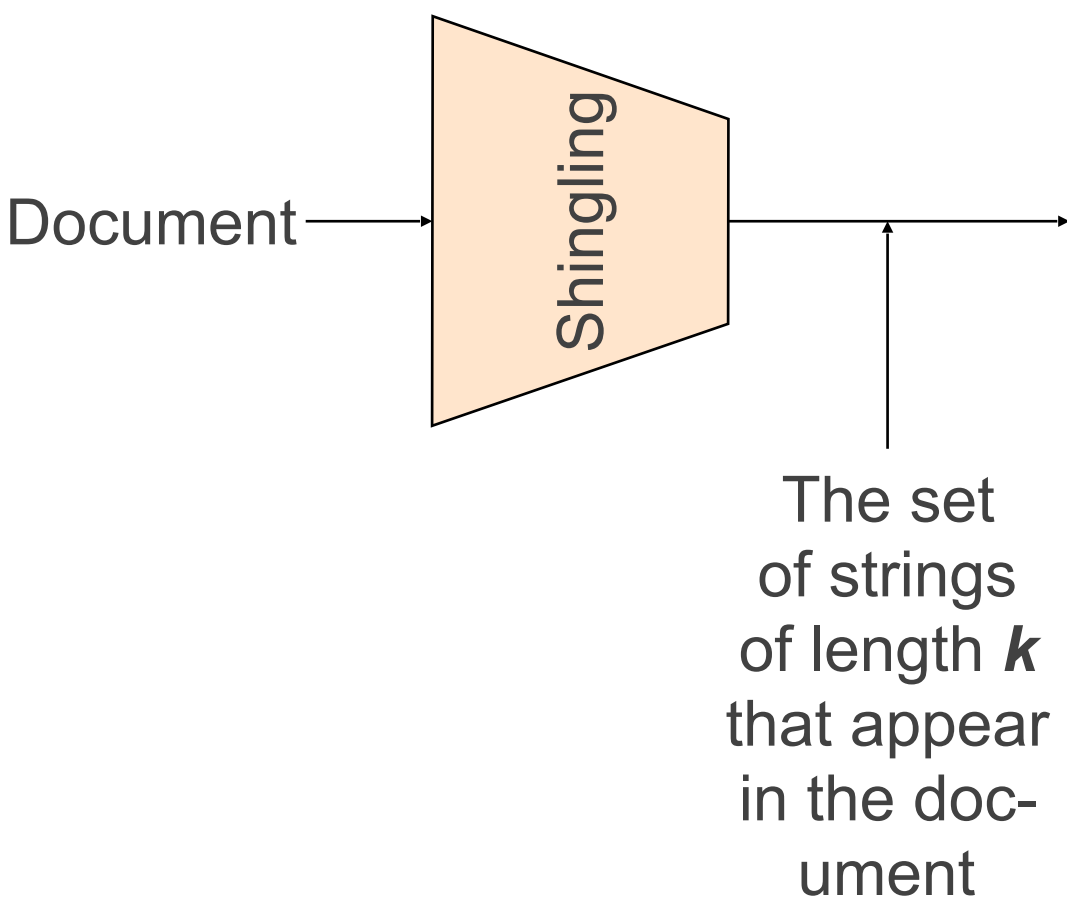 Document
Shingling
The set
of strings
of length k
that appear
in the doc-
ument